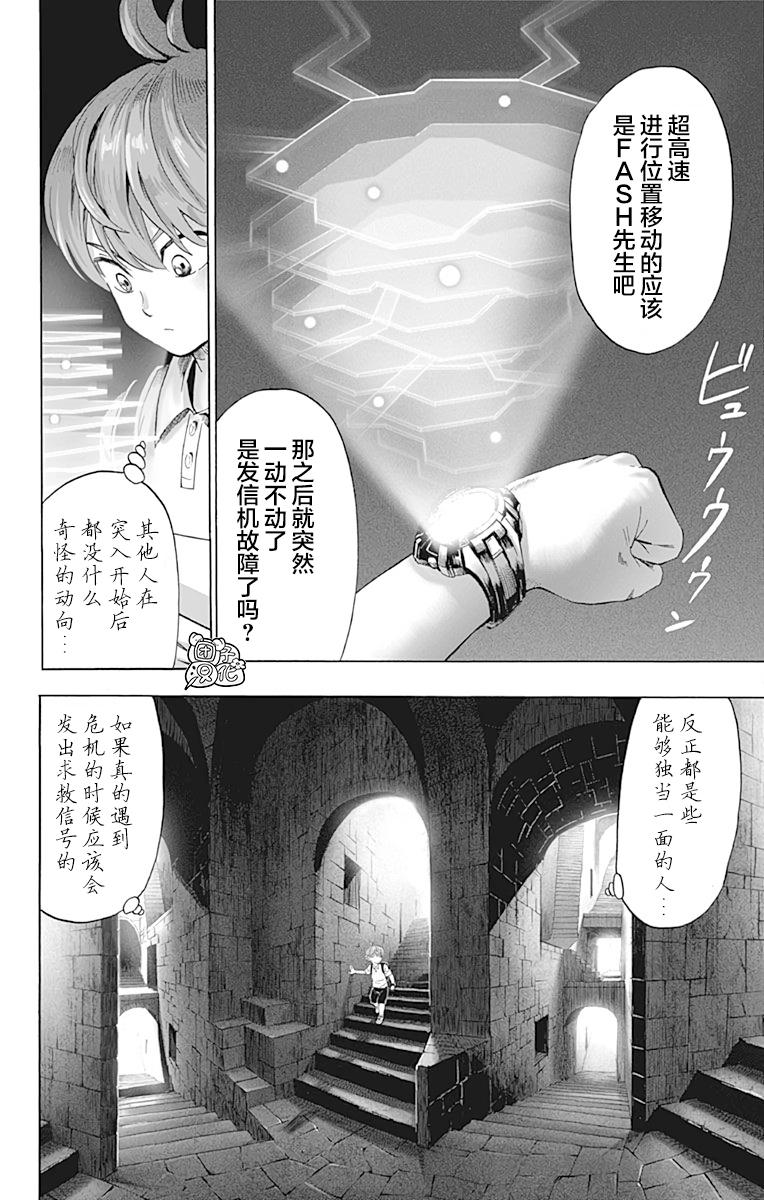 超高速
进行位置移动的应该
是FASH先生吧
ビュウウウゥン
那之后就突然
一动不动了
是发信机故障了吗？
其他人在
突入开始后
都没什么
奇怪的动向…
团子
汉化
反正都是些
能够独当一面的人…
如果真的遇到
危机的时候应该会
发出求救信号的